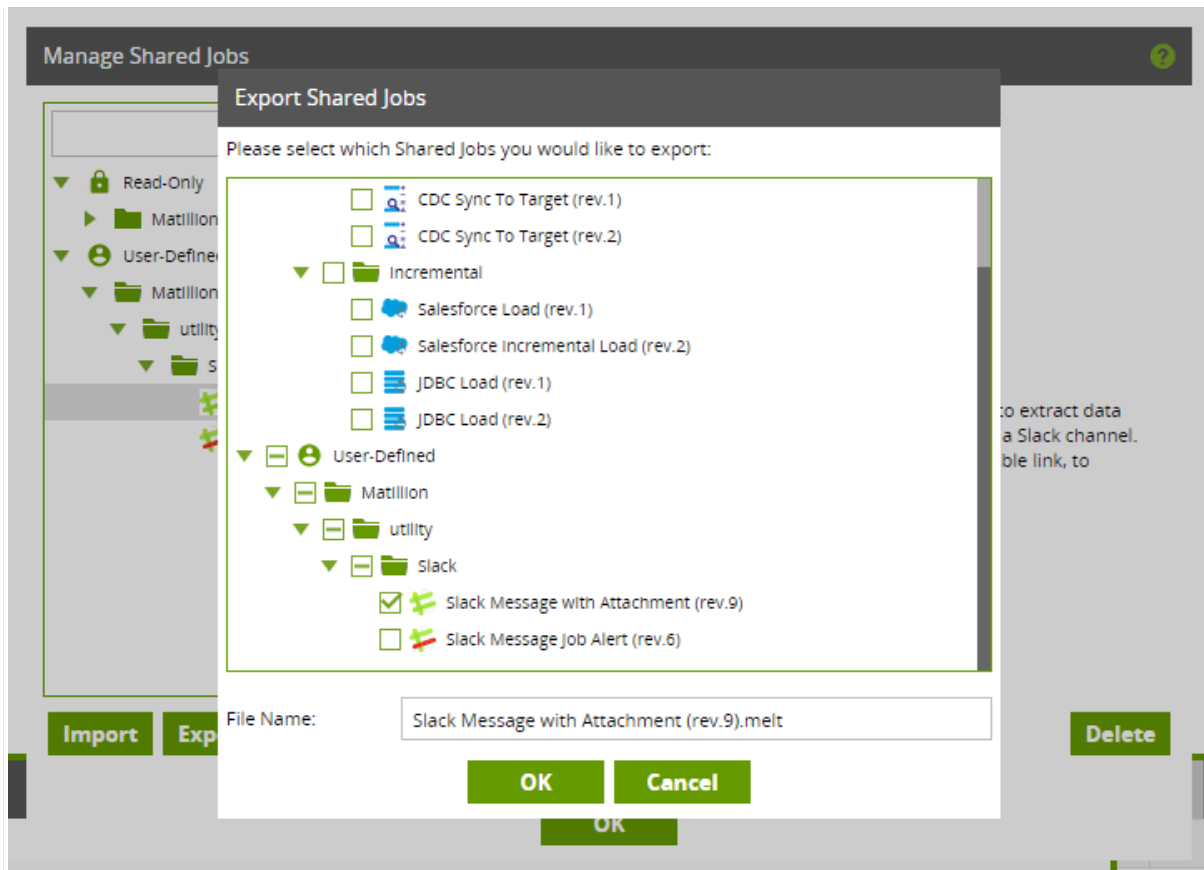 Manage Shared Jobs
?
Export Shared Jobs
Please select which Shared Jobs you would like to export:
Read-Only
Matillion
User-Define
Matillion
utility
S
CDC Sync To Target (rev.1)
CDC Sync To Target (rev.2)
Incremental
Salesforce Load (rev.1)
Salesforce Incremental Load (rev.2)
JDBC Load (rev.1)
JDBC Load (rev.2)
User-Defined
Matillion
utility
Slack
Slack Message with Attachment (rev.9)
Slack Message Job Alert (rev.6)
to extract data
a Slack channel.
ble link, to
File Name:
Slack Message with Attachment (rev.9).melt
Import
Exp
Delete
OK
Cancel
OK